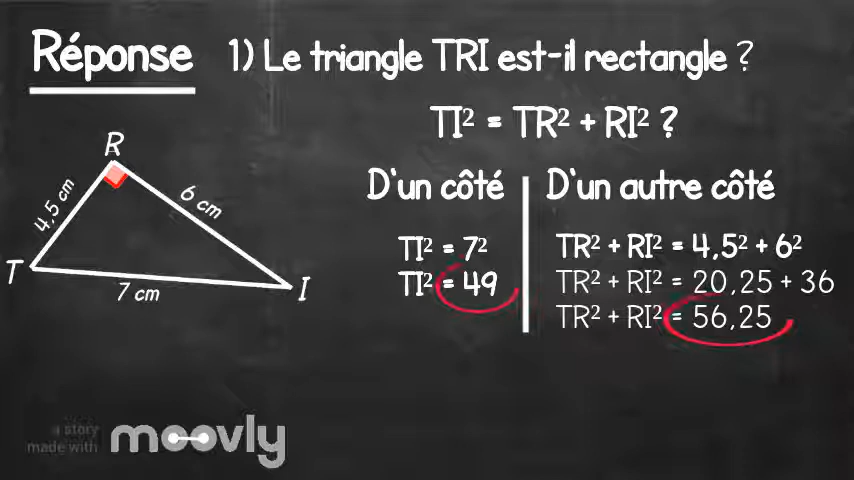 Réponse
1) Le triangle TRI est-il rectangle ?
TI² = TR² + RI² ?
R
4,5 cm
6 cm
T
7 cm
I
D'un côté
TI² = 7²
TI² = 49
D'un autre côté
TR² + RI² = 4,5² + 6²
TR² + RI² = 20,25 + 36
TR² + RI² = 56,25
a story
made with
moovly